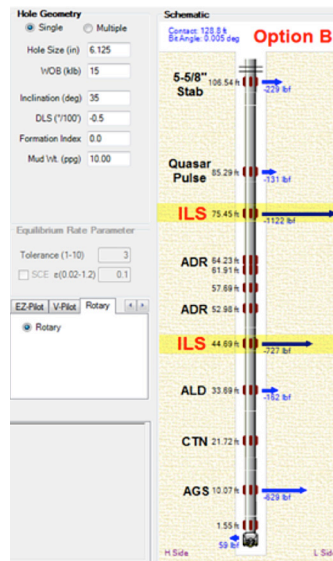 Hole Geometry
Single Multiple
Hole Size (in) 6.125
WOB (klb) 15
Inclination (deg) 35
DLS (°/100') -0.5
Formation Index 0.0
Mud Wt. (ppg) 10.00
Equilibrium Rate Parameter
Tolerance (1-10) 3
SCE ε(0.02-1.2) 0.1
EZ-Pilot V-Pilot Rotary
Rotary
Schematic
Contact: 128.8 ft
Bit Angle: 0.005 deg
Option B
5-5/8" Stab 106.54 ft -229 lbf
Quasar Pulse 85.29 ft -131 lbf
ILS 75.45 ft -1122 lbf
ADR 64.23 ft
61.91 ft
57.69 ft
ADR 52.98 ft
ILS 44.69 ft -727 lbf
ALD 33.69 ft -162 lbf
CTN 21.72 ft
AGS 10.07 ft -629 lbf
1.55 ft
59 lbf
H Side L Side